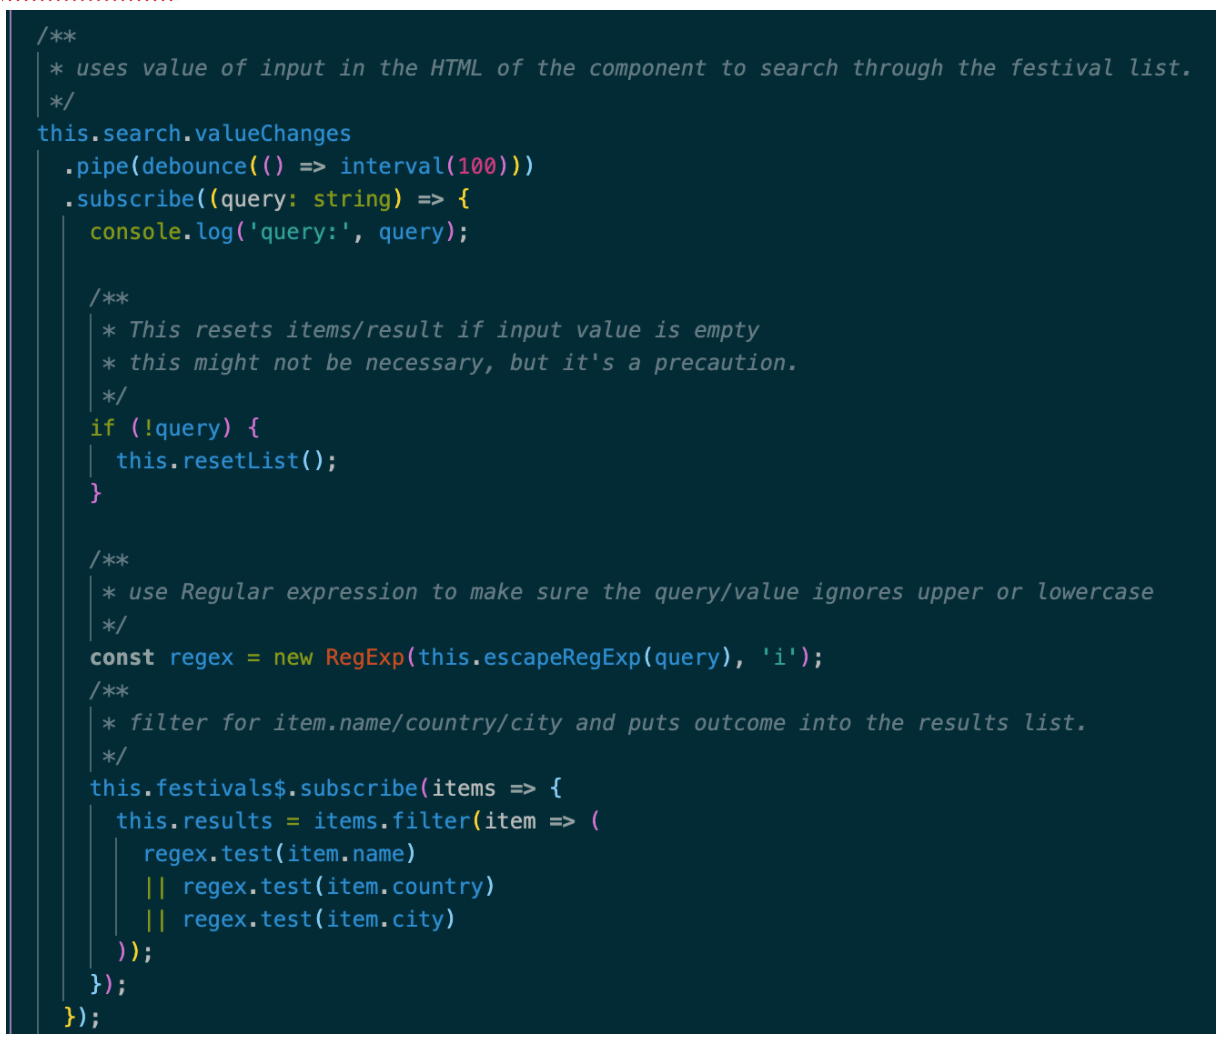 /**
 * uses value of input in the HTML of the component to search through the festival list.
 */
this.search.valueChanges
  .pipe(debounce(() => interval(100)))
  .subscribe((query: string) => {
    console.log('query:', query);

    /**
     * This resets items/result if input value is empty
     * this might not be necessary, but it's a precaution.
     */
    if (!query) {
      this.resetList();
    }

    /**
     * use Regular expression to make sure the query/value ignores upper or lowercase
     */
    const regex = new RegExp(this.escapeRegExp(query), 'i');
    /**
     * filter for item.name/country/city and puts outcome into the results list.
     */
    this.festivals$.subscribe(items => {
      this.results = items.filter(item => (
        regex.test(item.name)
        || regex.test(item.country)
        || regex.test(item.city)
      ));
    });
  });